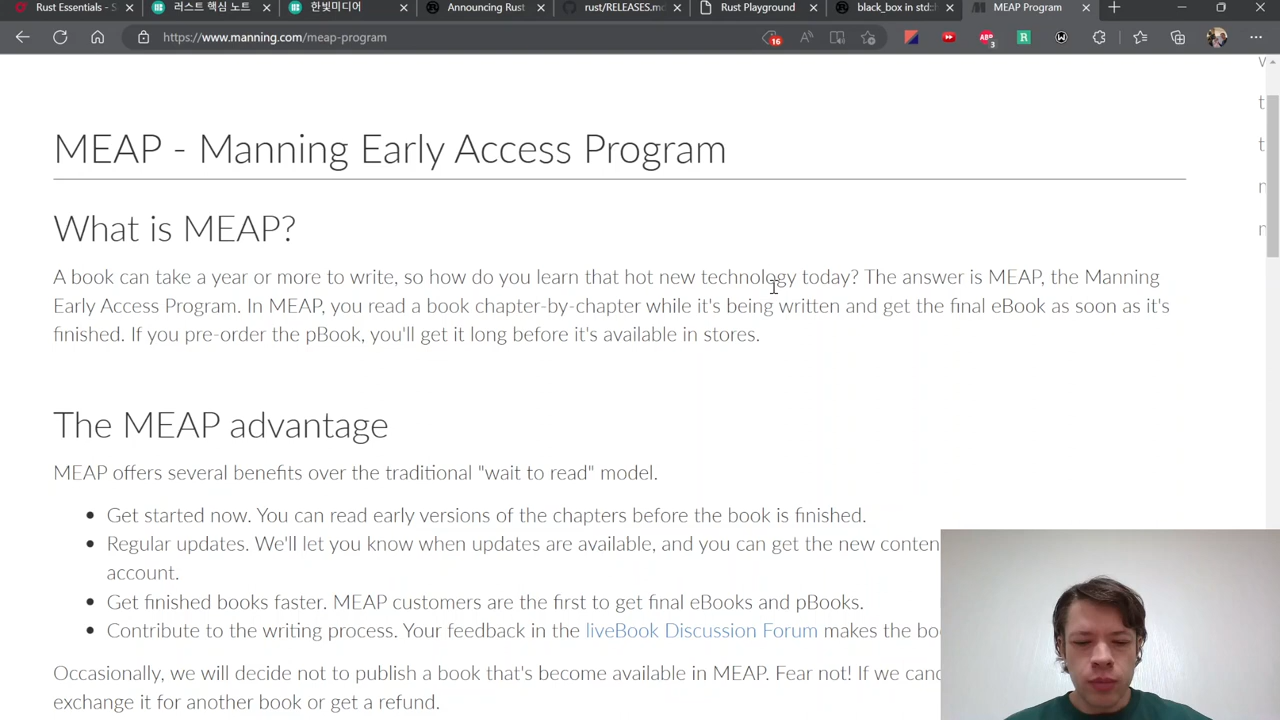 Rust Essentials - S
러스트 핵심 노트
한빛미디어
Announcing Rust
rust/RELEASES.m
Rust Playground
black_box in std::h
MEAP Program
https://www.manning.com/meap-program
16
3
MEAP - Manning Early Access Program
What is MEAP?
A book can take a year or more to write, so how do you learn that hot new technology today? The answer is MEAP, the Manning
Early Access Program. In MEAP, you read a book chapter-by-chapter while it's being written and get the final eBook as soon as it's
finished. If you pre-order the pBook, you'll get it long before it's available in stores.
The MEAP advantage
MEAP offers several benefits over the traditional "wait to read" model.
Get started now. You can read early versions of the chapters before the book is finished.
Regular updates. We'll let you know when updates are available, and you can get the new conten
account.
Get finished books faster. MEAP customers are the first to get final eBooks and pBooks.
Contribute to the writing process. Your feedback in the liveBook Discussion Forum makes the bo
Occasionally, we will decide not to publish a book that's become available in MEAP. Fear not! If we canc
exchange it for another book or get a refund.